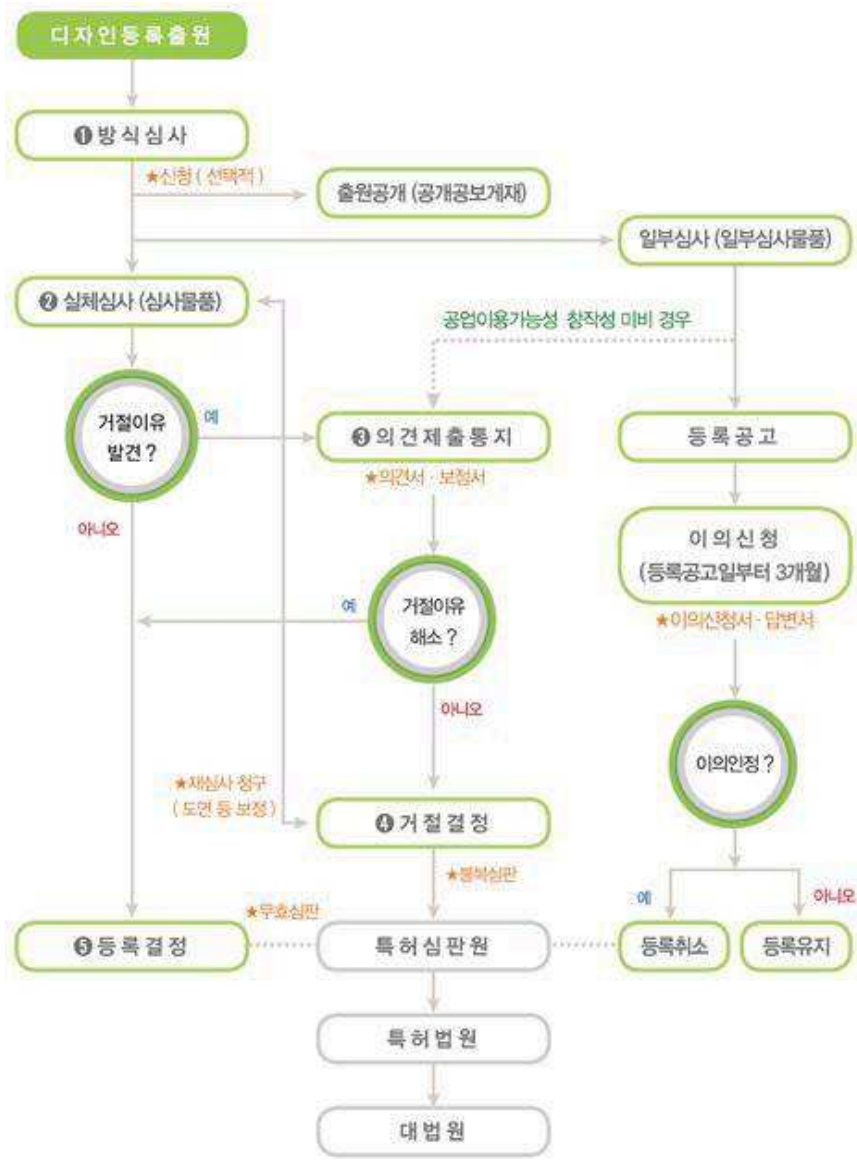 디자인등록출원
❶ 방식심사
★신청 ( 선택적 )
출원공개 (공개공보게재)
일부심사 (일부심사물품)
❷ 실체심사 (심사물품)
공업이용가능성 창작성 미비 경우
거절이유
발견 ?
예
❸ 의견제출통지
등록공고
★의견서 · 보정서
아니오
이의신청
(등록공고일부터 3개월)
예
거절이유
해소 ?
★이의신청서 · 답변서
아니오
이의인정 ?
★재심사 청구
( 도면 등 보정 )
❹ 거절결정
★불복심판
예
아니오
★무효심판
❺ 등록결정
특허심판원
등록취소
등록유지
특허법원
대법원